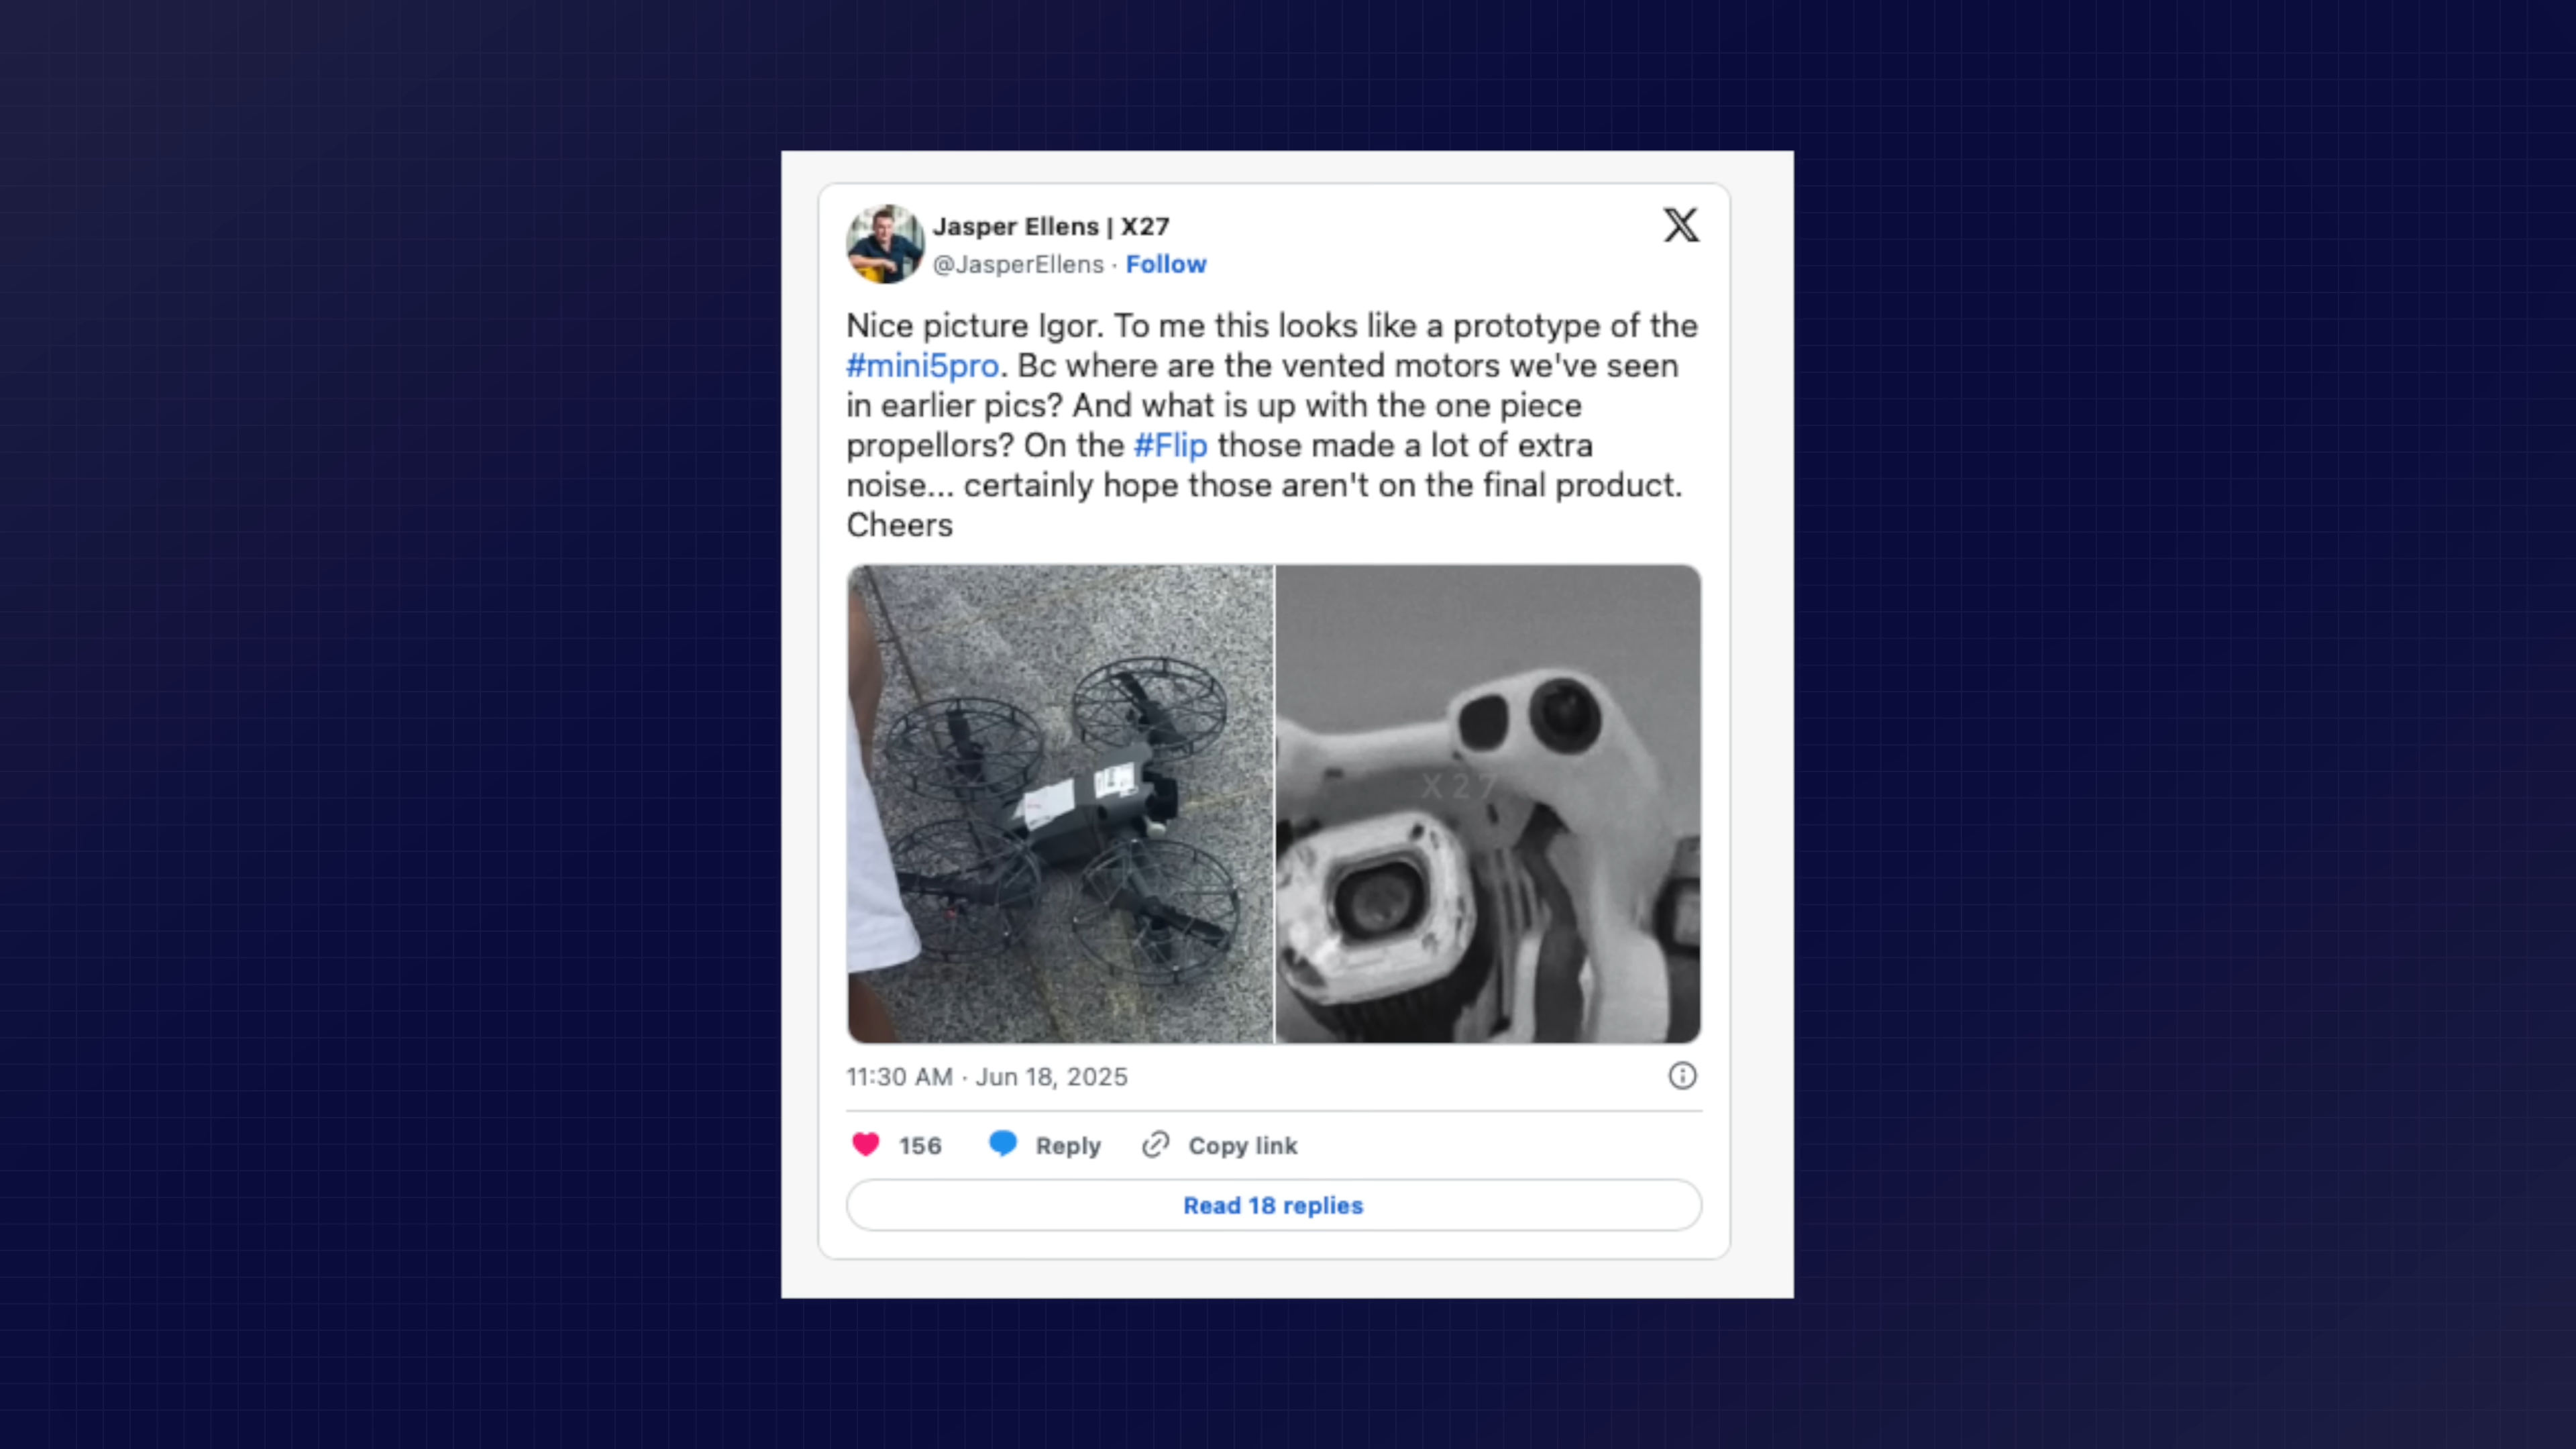 Jasper Ellens | X27
@JasperEllens · Follow
Nice picture Igor. To me this looks like a prototype of the
#mini5pro. Bc where are the vented motors we've seen
in earlier pics? And what is up with the one piece
propellors? On the #Flip those made a lot of extra
noise... certainly hope those aren't on the final product.
Cheers
X27
11:30 AM · Jun 18, 2025
156 Reply Copy link
Read 18 replies